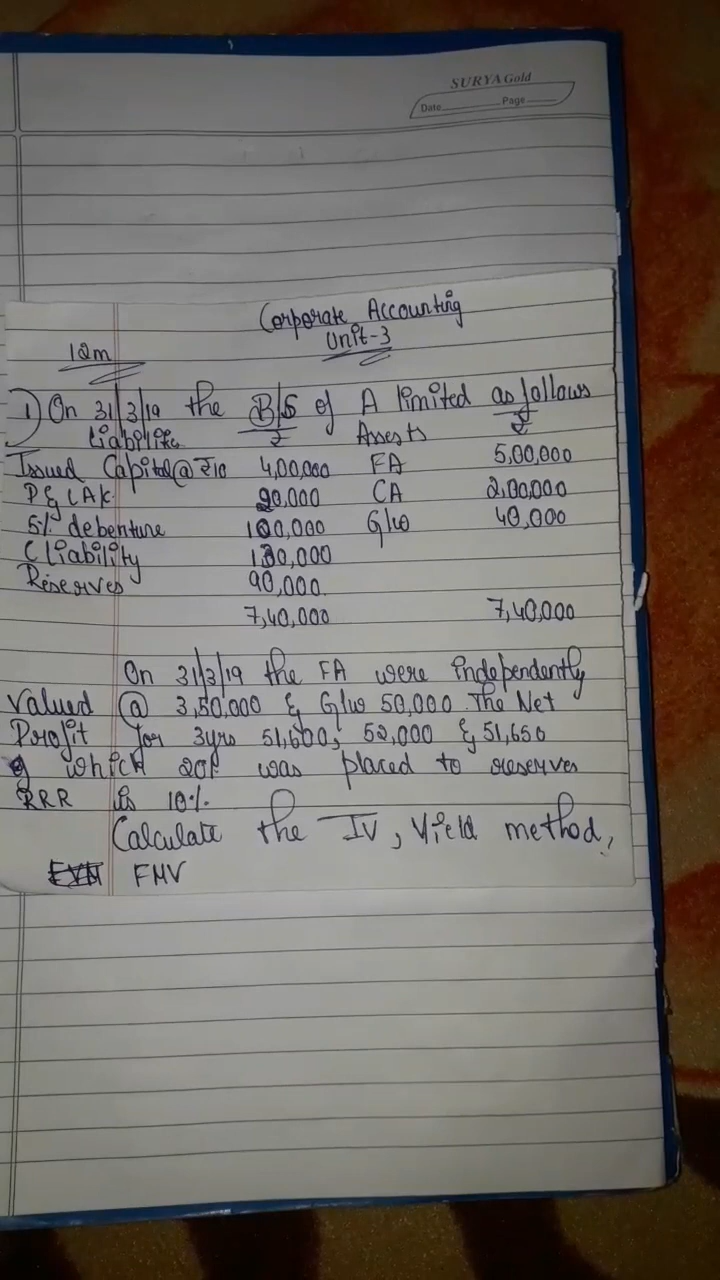 SURYA Gold
Date Page
Corporate Accounting
Unit-3
12m
1) On 31/3/19 the B/S of A limited as follows
Liabilitie ₹ Assests ₹
Issued Capital @ ₹10 4,00,000 FA 5,00,000
P & L A/c 20,000 CA 2,00,000
5% debenture 100,000 G/w 40,000
C liability 130,000
Reserves 90,000
7,40,000 7,40,000
On 31/3/19 the FA were independently
Valued @ 3,50,000 & G/w 50,000 The Net
Profit for 3yrs 51,600, 52,000 & 51,650
of which 20% was placed to reserves
RRR is 10%
Calculate the IV, Yield method,
FMV